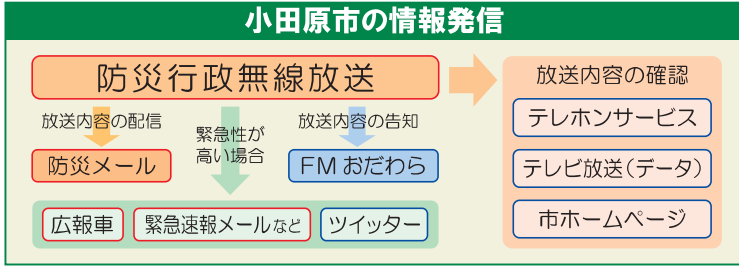 小田原市の情報発信
防災行政無線放送
放送内容の配信
緊急性が
高い場合
放送内容の告知
防災メール
FMおだわら
広報車
緊急速報メールなど
ツイッター
放送内容の確認
テレホンサービス
テレビ放送（データ）
市ホームページ